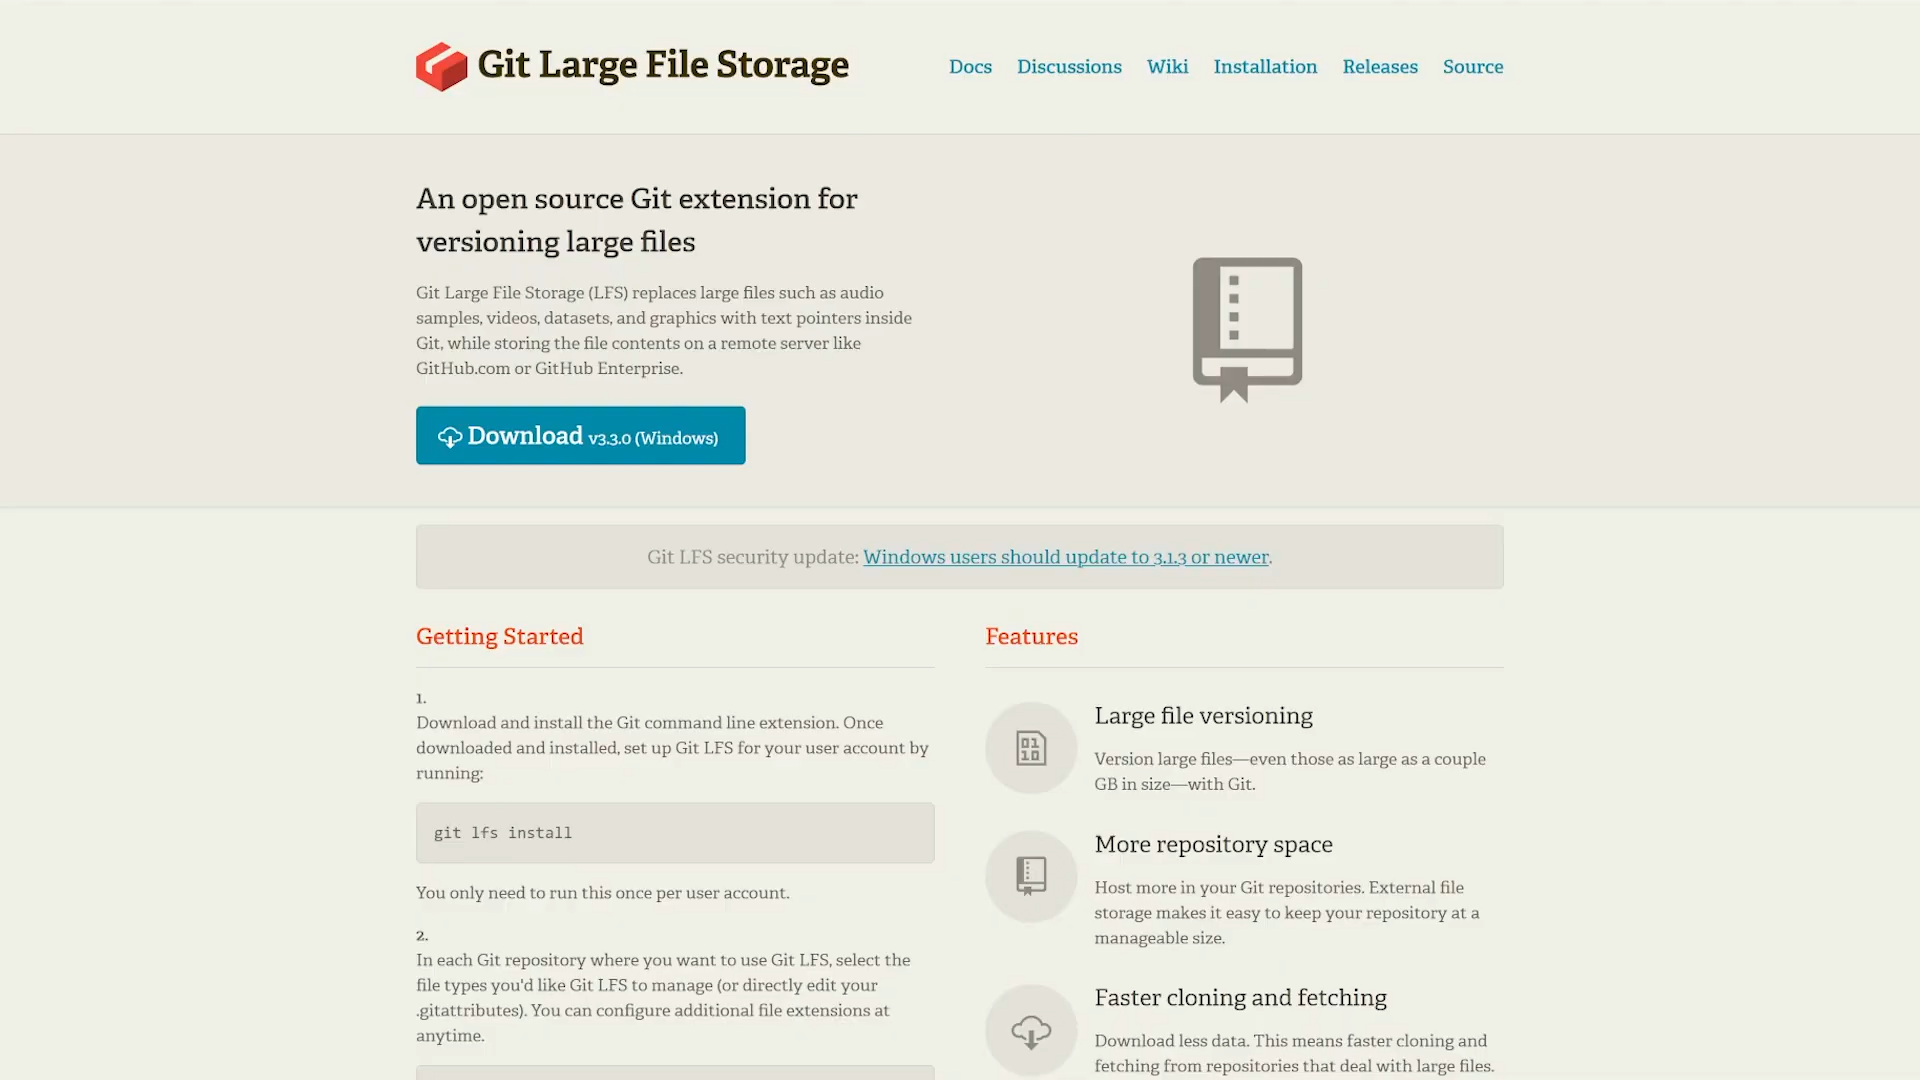 Git Large File Storage
Docs Discussions Wiki Installation Releases Source
An open source Git extension for
versioning large files
Git Large File Storage (LFS) replaces large files such as audio
samples, videos, datasets, and graphics with text pointers inside
Git, while storing the file contents on a remote server like
GitHub.com or GitHub Enterprise.
Download v3.3.0 (Windows)
Git LFS security update: Windows users should update to 3.1.3 or newer.
Getting Started
1.
Download and install the Git command line extension. Once
downloaded and installed, set up Git LFS for your user account by
running:
git lfs install
You only need to run this once per user account.
2.
In each Git repository where you want to use Git LFS, select the
file types you'd like Git LFS to manage (or directly edit your
.gitattributes). You can configure additional file extensions at
anytime.
Features
01
10
Large file versioning
Version large files—even those as large as a couple
GB in size—with Git.
More repository space
Host more in your Git repositories. External file
storage makes it easy to keep your repository at a
manageable size.
Faster cloning and fetching
Download less data. This means faster cloning and
fetching from repositories that deal with large files.